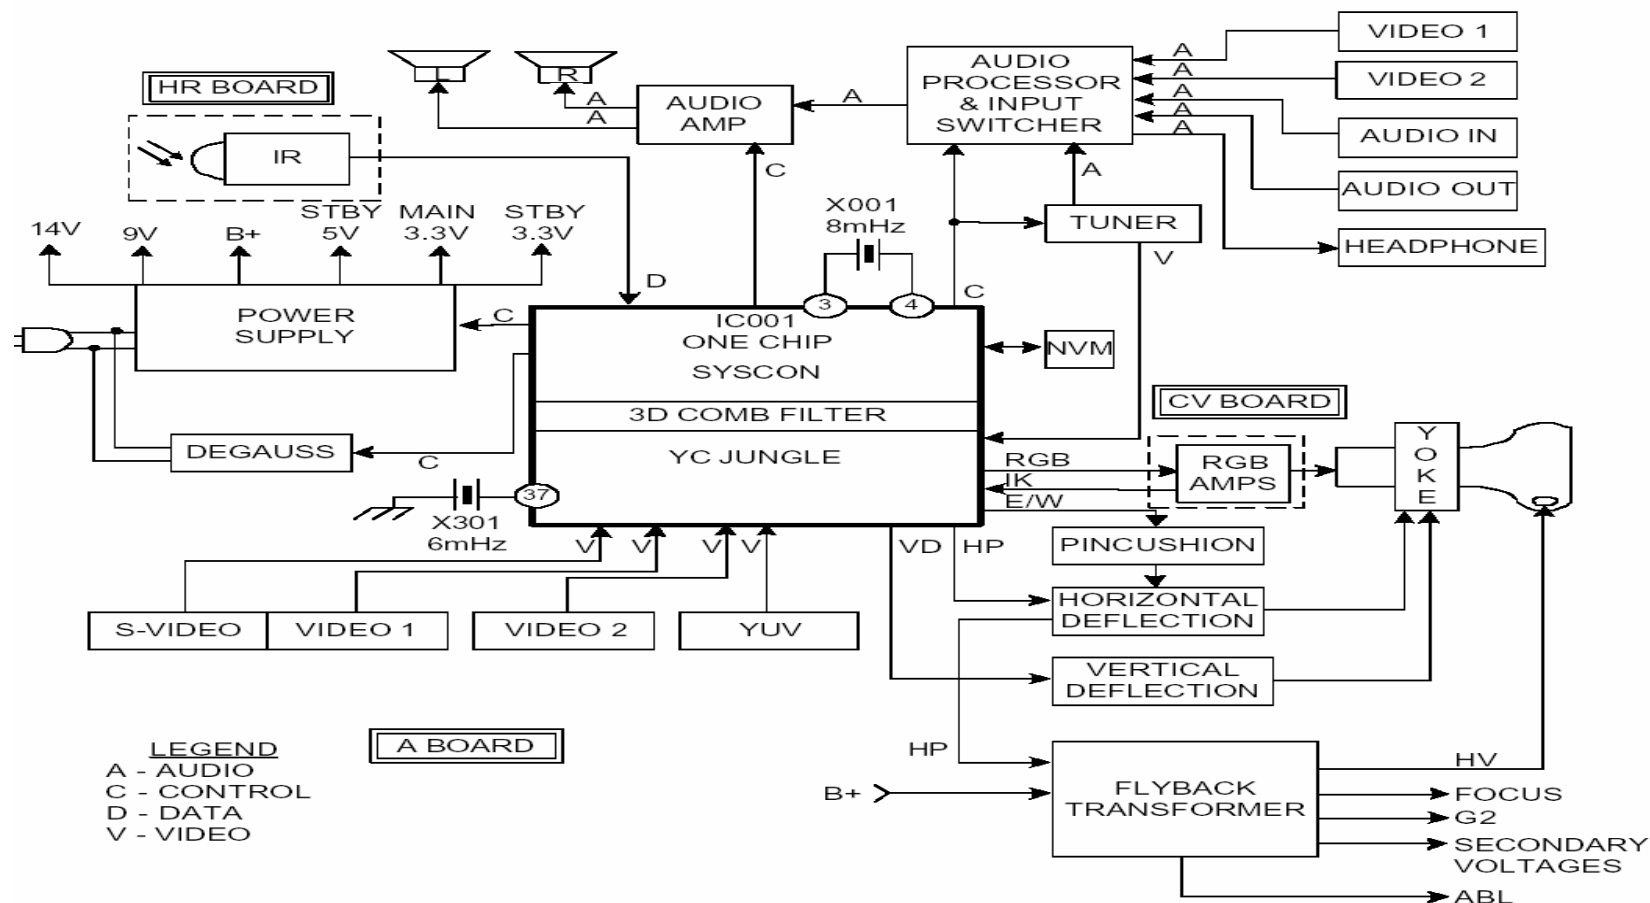 VIDEO 1
VIDEO 2
AUDIO IN
AUDIO OUT
HEADPHONE
A
A
A
A
A
AUDIO
PROCESSOR
& INPUT
SWITCHER
A
AUDIO
AMP
A
A
L
R
HR BOARD
IR
C
A
X001
8mHz
TUNER
V
14V
9V
B+
STBY
5V
MAIN
3.3V
STBY
3.3V
D
3
4
C
POWER
SUPPLY
C
IC001
ONE CHIP
SYSCON
NVM
3D COMB FILTER
YC JUNGLE
DEGAUSS
C
37
X301
6mHz
CV BOARD
RGB
IK
E/W
RGB
AMPS
Y
O
K
E
V
V
V
V
VD
HP
PINCUSHION
HORIZONTAL
DEFLECTION
VERTICAL
DEFLECTION
S-VIDEO
VIDEO 1
VIDEO 2
YUV
LEGEND
A - AUDIO
C - CONTROL
D - DATA
V - VIDEO
A BOARD
HP
B+
FLYBACK
TRANSFORMER
HV
FOCUS
G2
SECONDARY
VOLTAGES
ABL